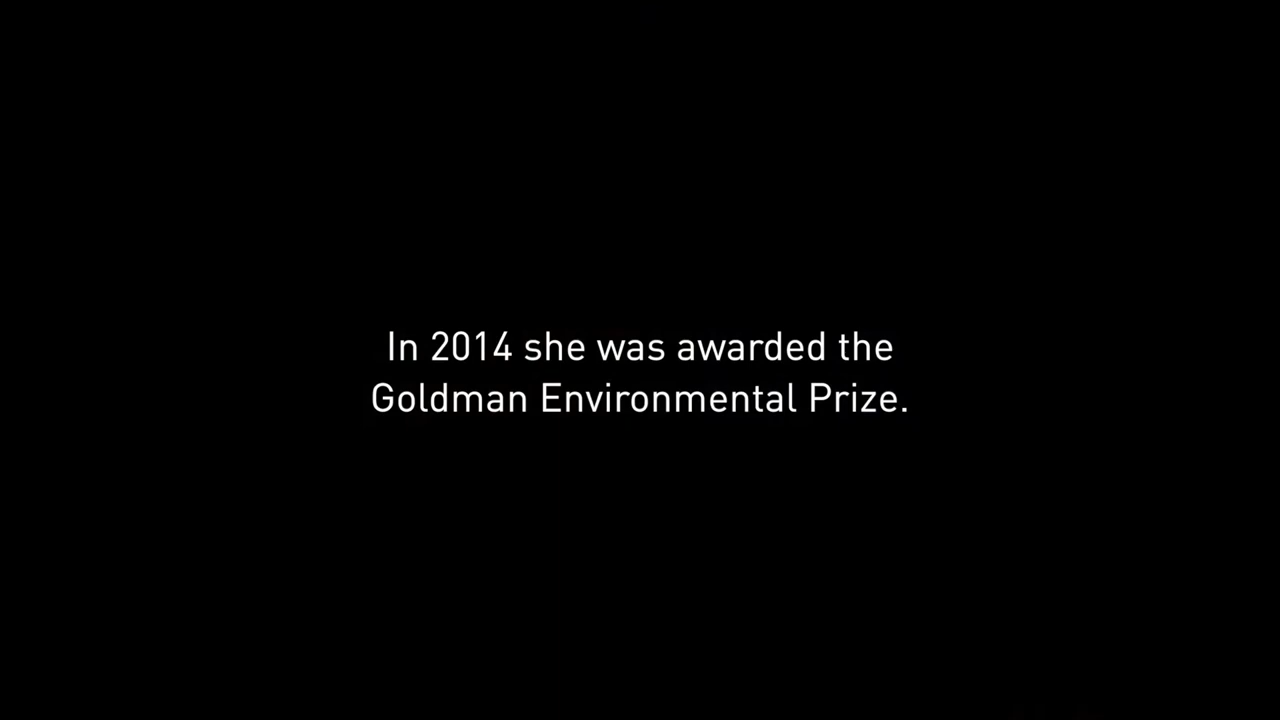 In 2014 she was awarded the
Goldman Environmental Prize.